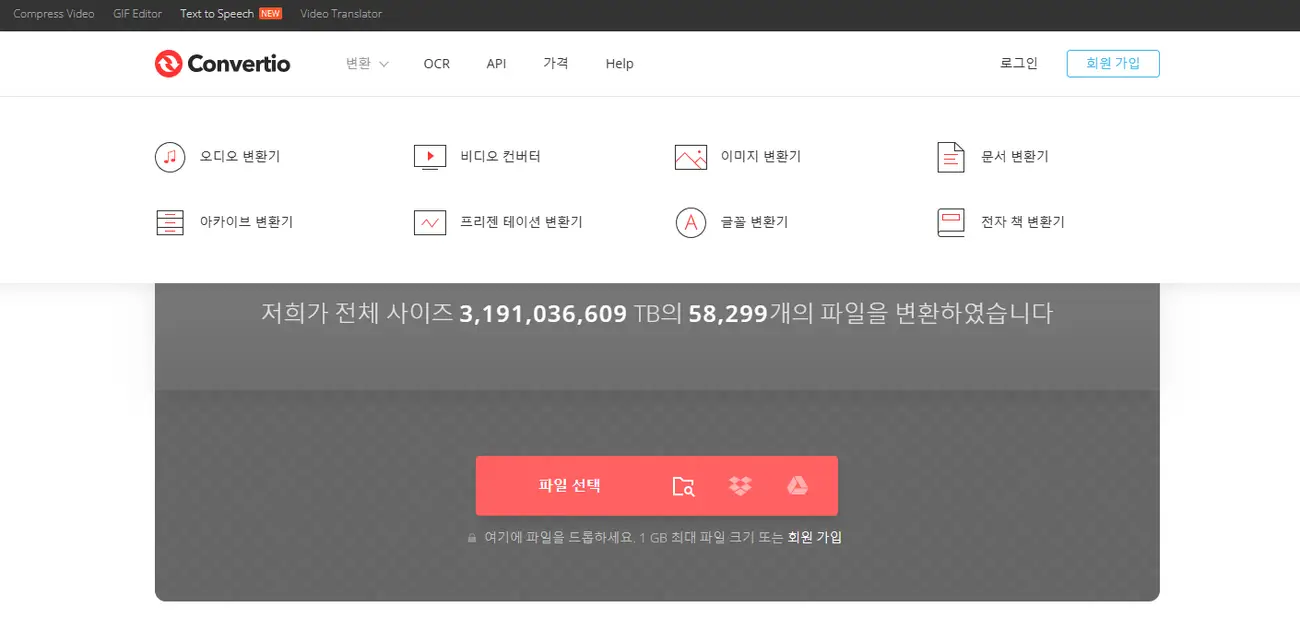 Compress Video GIF Editor Text to Speech NEW Video Translator
Convertio 변환 OCR API 가격 Help 로그인 회원 가입
오디오 변환기 비디오 컨버터 이미지 변환기 문서 변환기
아카이브 변환기 프리젠 테이션 변환기 글꼴 변환기 전자 책 변환기
저희가 전체 사이즈 3,191,036,609 TB의 58,299개의 파일을 변환하였습니다
파일 선택
여기에 파일을 드롭하세요. 1 GB 최대 파일 크기 또는 회원 가입